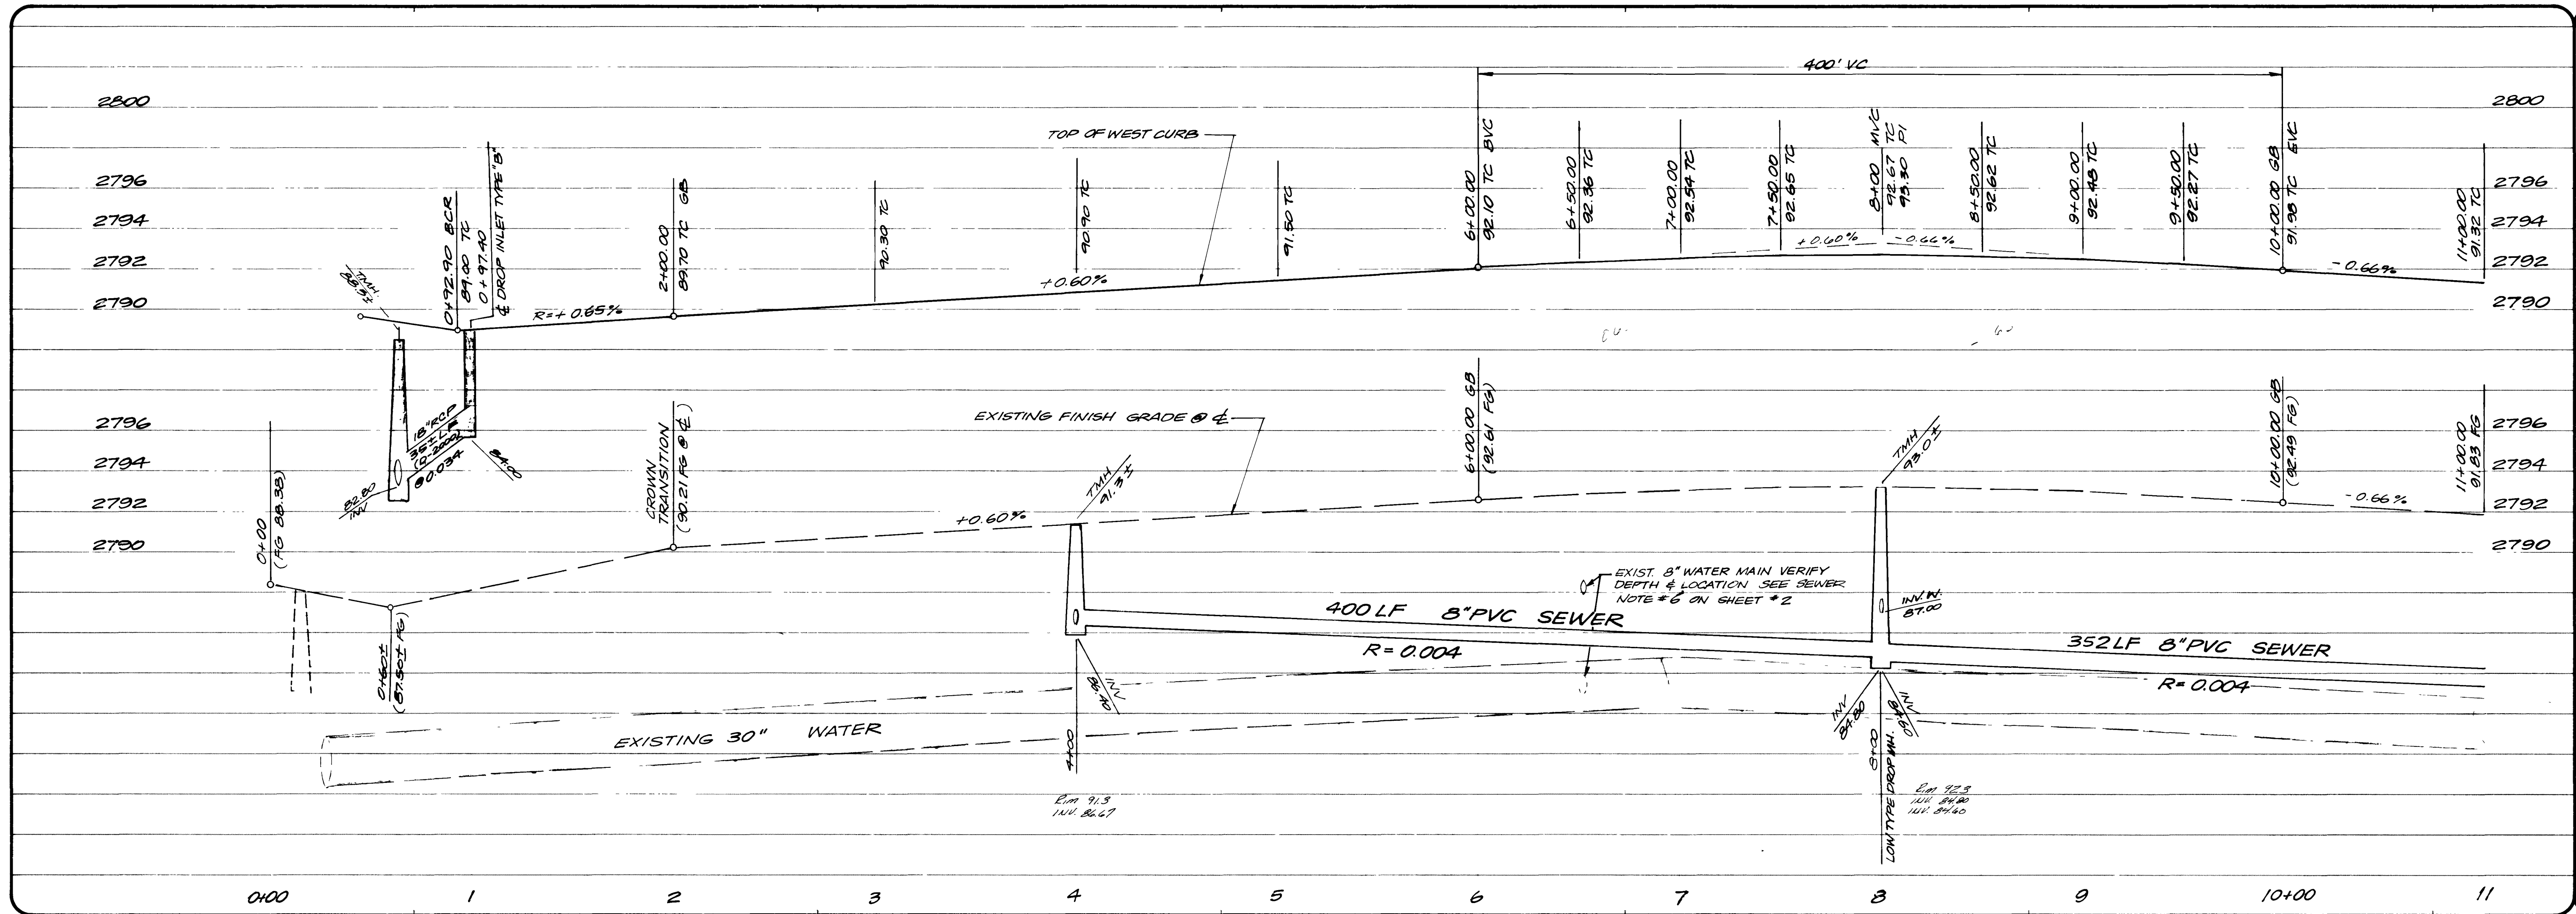 400' VC
2800
2800
TOP OF WEST CURB
2796
2794
2792
2790
2796
2794
2792
2790
0+92.90 BCR
89.00 TC
0+97.40
℄ DROP INLET TYPE "B"
R=+0.65%
2+00.00
89.70 TC GB
90.30 TC
90.90 TC
+0.60%
91.50 TC
6+00.00
92.10 TC BVC
6+50.00
92.36 TC
7+00.00
92.54 TC
7+50.00
92.65 TC
8+00 MVC
92.67 TC
93.30 PI
+0.60%
-0.66%
8+50.00
92.62 TC
9+00.00
92.48 TC
9+50.00
92.27 TC
10+00.00 GB
91.98 TC EVC
-0.66%
11+00.00
91.32 TC
18" RCP
36± LF
(D-2000)
@0.034
84.00
82.80
INV
2796
2794
2792
2790
2796
2794
2792
2790
0+00
(FG 88.38)
0+60±
(87.50± FG)
CROWN
TRANSITION
(90.21 FG @ ℄)
EXISTING FINISH GRADE @ ℄
+0.60%
TMH
91.3±
6+00.00 GB
(92.61 FG)
TMH
93.0±
10+00.00 GB
(92.49 FG)
-0.66%
11+00.00
91.83 FG
EXIST. 8" WATER MAIN VERIFY
DEPTH & LOCATION SEE SEWER
NOTE #6 ON SHEET #2
INV. W.
87.00
400 LF 8" PVC SEWER
R= 0.004
352 LF 8" PVC SEWER
R= 0.004
EXISTING 30" WATER
INV
86.40
4+00
INV
84.80
INV
84.60
8+00
LOW TYPE DROP MH.
Rim 91.3
INV. 86.67
Rim 92.3
INV. 84.80
INV. 84.60
0+00
1
2
3
4
5
6
7
8
9
10+00
11